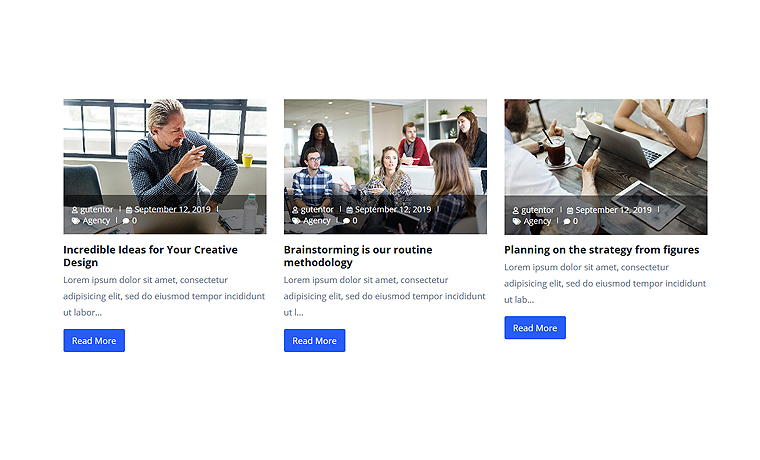 gutentor | September 12, 2019 |
Agency | 0
Incredible Ideas for Your Creative
Design
Lorem ipsum dolor sit amet, consectetur
adipisicing elit, sed do eiusmod tempor incididunt
ut labor...
Read More
gutentor | September 12, 2019 |
Agency | 0
Brainstorming is our routine
methodology
Lorem ipsum dolor sit amet, consectetur
adipisicing elit, sed do eiusmod tempor incididunt
ut l...
Read More
gutentor | September 12, 2019 |
Agency | 0
Planning on the strategy from figures
Lorem ipsum dolor sit amet, consectetur
adipisicing elit, sed do eiusmod tempor incididunt
ut lab...
Read More